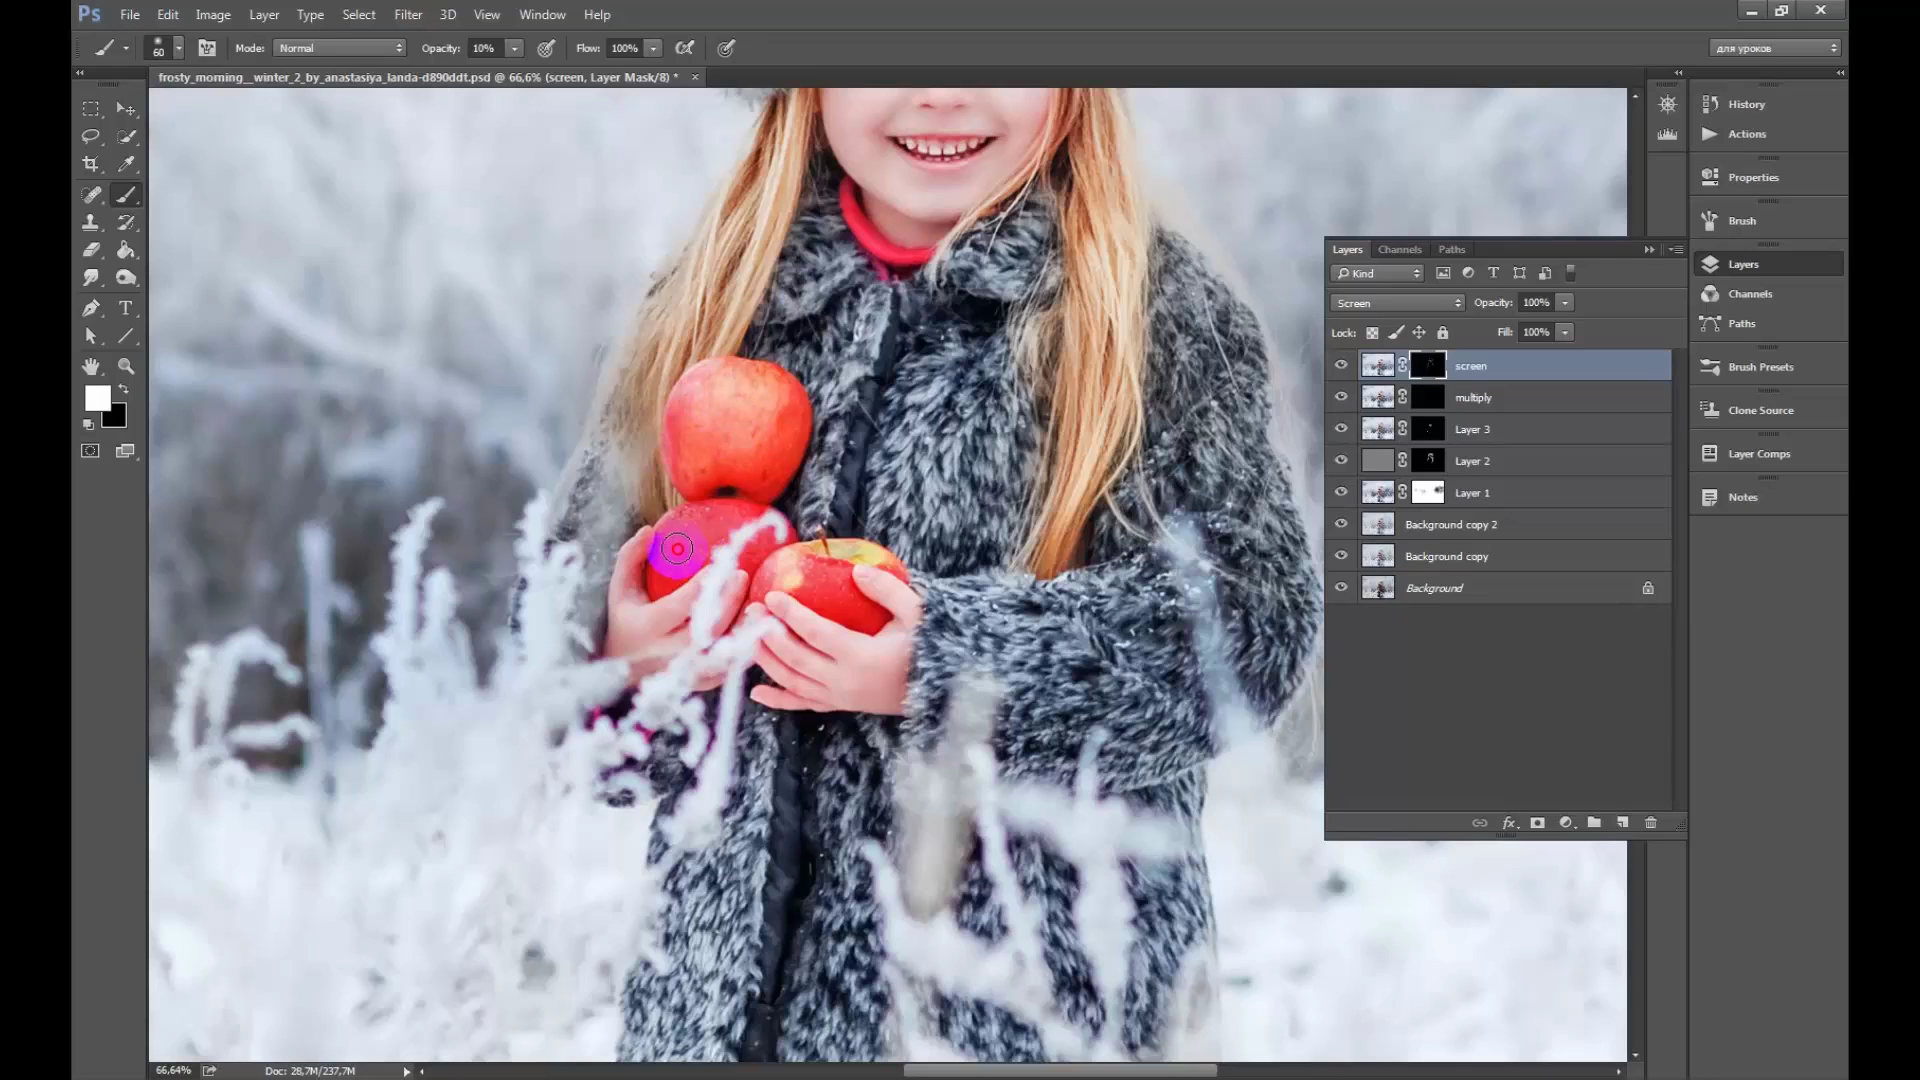 Ps File Edit Image Layer Type Select Filter 3D View Window Help
60 Mode: Normal Opacity: 10% Flow: 100% для уроков
frosty_morning__winter_2_by_anastasiya_landa-d890ddt.psd @ 66,6% (screen, Layer Mask/8) * ×
History
Actions
Properties
Brush
Layers
Channels
Paths
Brush Presets
Clone Source
Layer Comps
Notes
Layers Channels Paths
Kind
Screen Opacity: 100%
Lock: Fill: 100%
screen
multiply
Layer 3
Layer 2
Layer 1
Background copy 2
Background copy
Background
fx
66,64% Doc: 28,7M/237,7M